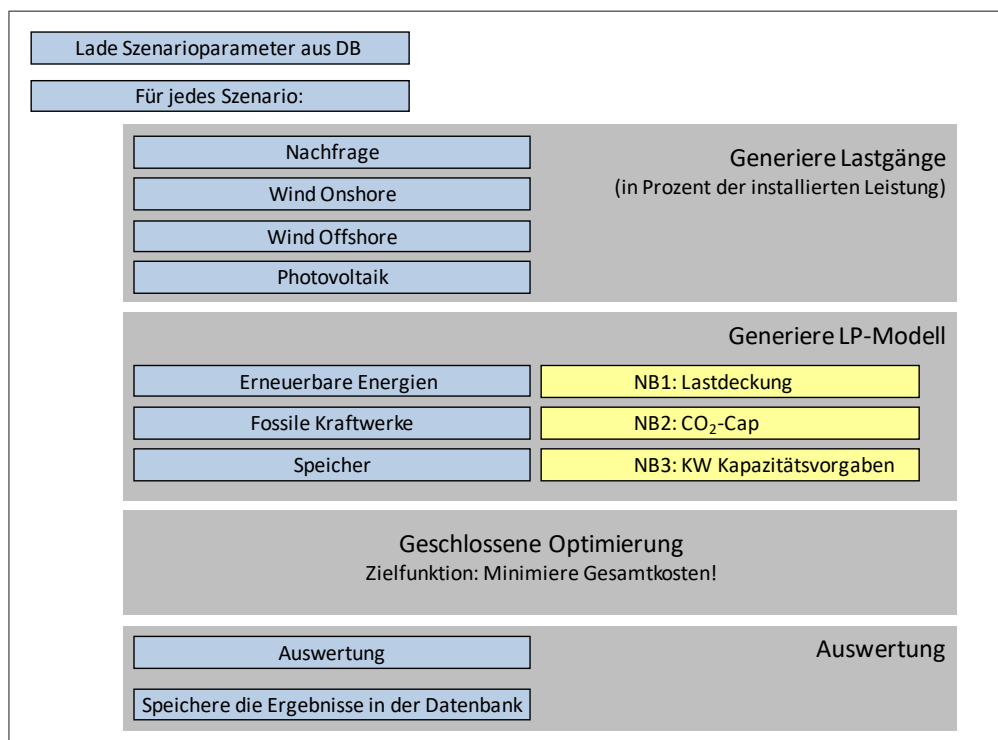 Lade Szenarioparameter aus DB
Für jedes Szenario:
Generiere Lastgänge
(in Prozent der installierten Leistung)
Nachfrage
Wind Onshore
Wind Offshore
Photovoltaik
Generiere LP-Modell
Erneuerbare Energien
NB1: Lastdeckung
Fossile Kraftwerke
NB2: CO₂-Cap
Speicher
NB3: KW Kapazitätsvorgaben
Geschlossene Optimierung
Zielfunktion: Minimiere Gesamtkosten!
Auswertung
Auswertung
Speichere die Ergebnisse in der Datenbank